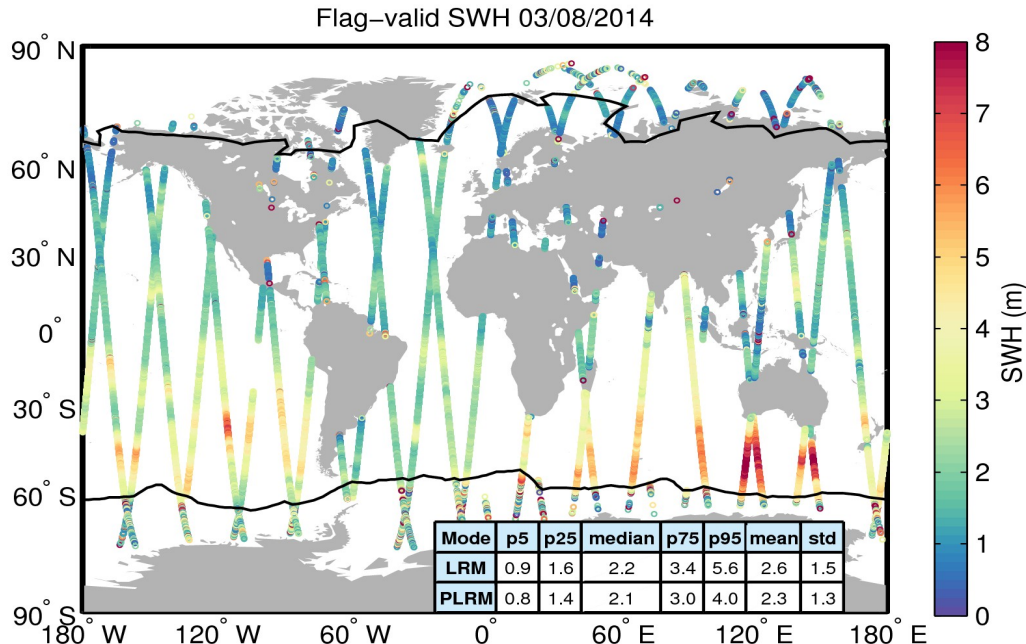 Flag−valid SWH 03/08/2014
90° N
60° N
30° N
0°
30° S
60° S
90° S
180° W
120° W
60° W
0°
60° E
120° E
180° E
8
7
6
5
4
3
2
1
0
SWH (m)
Mode p5 p25 median p75 p95 mean std
LRM 0.9 1.6 2.2 3.4 5.6 2.6 1.5
PLRM 0.8 1.4 2.1 3.0 4.0 2.3 1.3